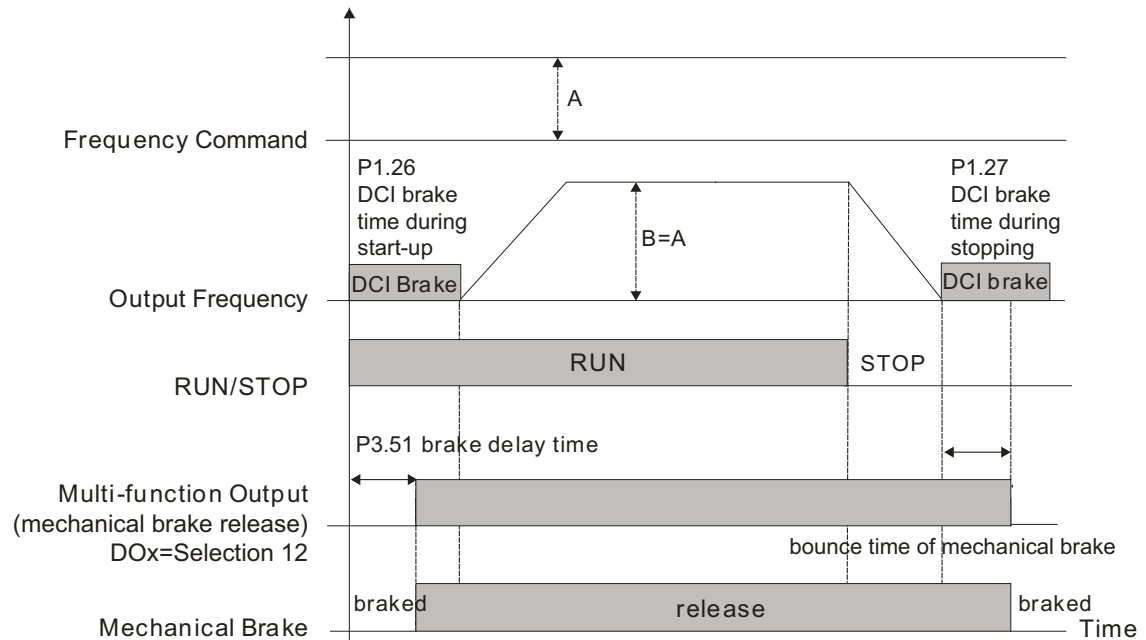 A
Frequency Command
P1.26
DCI brake
time during
start-up
P1.27
DCI brake
time during
stopping
B=A
DCI Brake
DCI brake
Output Frequency
RUN
STOP
RUN/STOP
P3.51 brake delay time
Multi-function Output
(mechanical brake release)
DOx=Selection 12
bounce time of mechanical brake
braked
release
braked
Mechanical Brake
Time